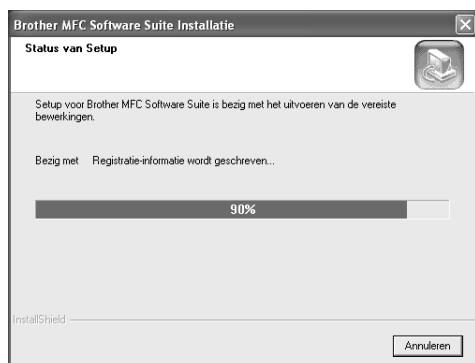 Brother MFC Software Suite Installatie
Status van Setup
Setup voor Brother MFC Software Suite is bezig met het uitvoeren van de vereiste
bewerkingen.
Bezig met Registratie-informatie wordt geschreven...
90%
InstallShield
Annuleren